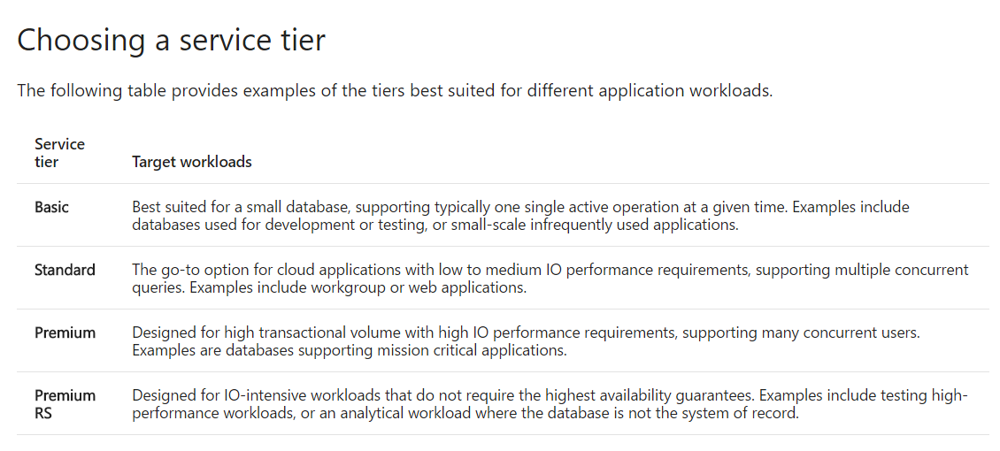 Choosing a service tier
The following table provides examples of the tiers best suited for different application workloads.
Service
tier
Target workloads
Basic
Best suited for a small database, supporting typically one single active operation at a given time. Examples include
databases used for development or testing, or small-scale infrequently used applications.
Standard
The go-to option for cloud applications with low to medium IO performance requirements, supporting multiple concurrent
queries. Examples include workgroup or web applications.
Premium
Designed for high transactional volume with high IO performance requirements, supporting many concurrent users.
Examples are databases supporting mission critical applications.
Premium
RS
Designed for IO-intensive workloads that do not require the highest availability guarantees. Examples include testing high-
performance workloads, or an analytical workload where the database is not the system of record.